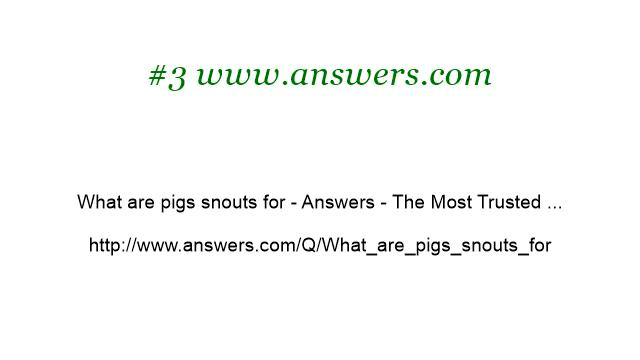 #3 www.answers.com
What are pigs snouts for - Answers - The Most Trusted ...
http://www.answers.com/Q/What_are_pigs_snouts_for